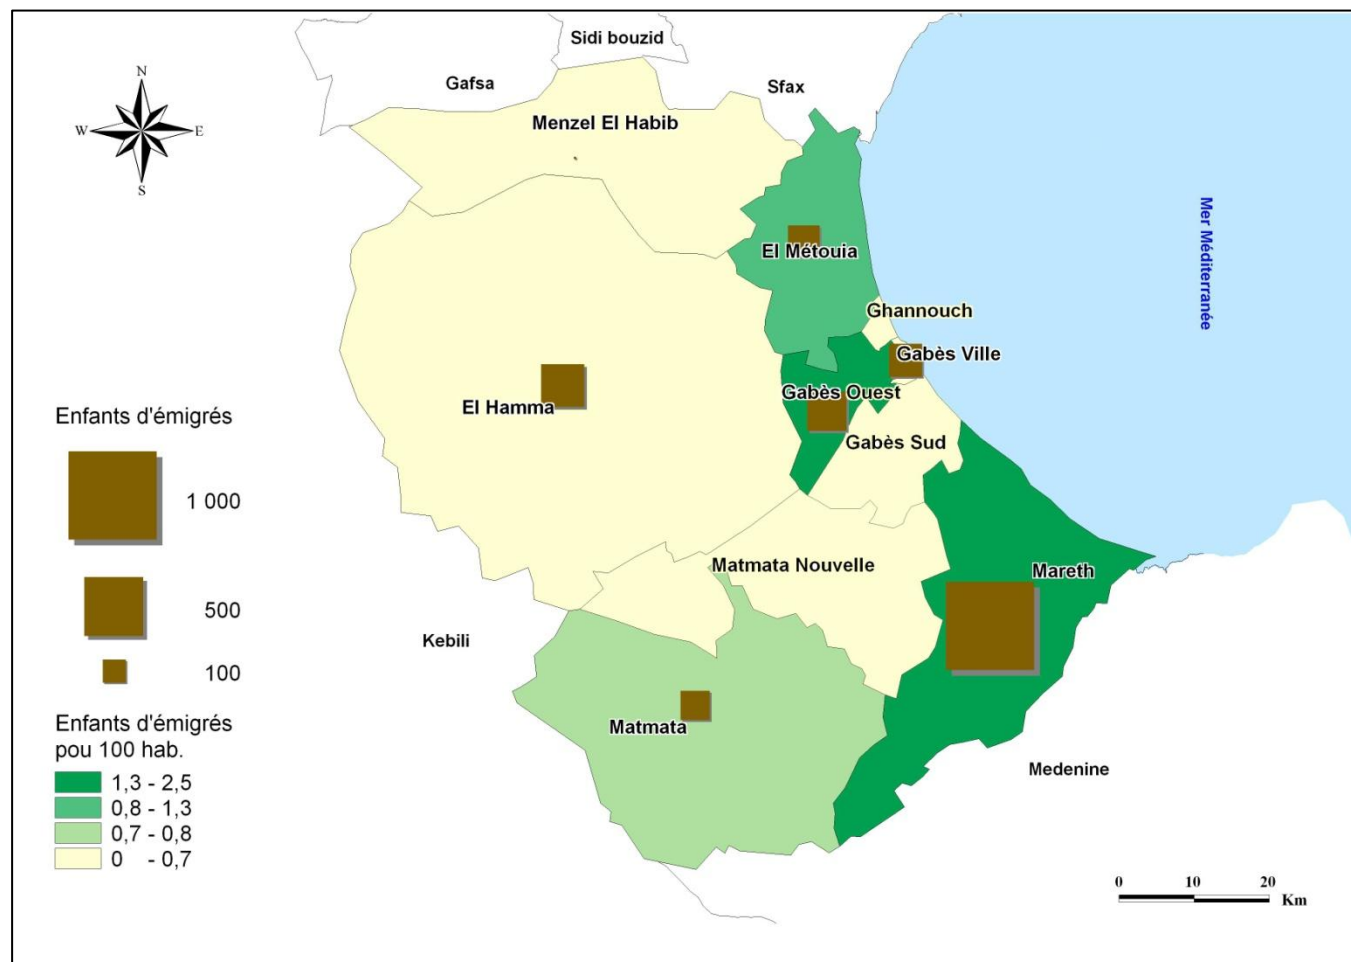 Sidi bouzid
Gafsa
Sfax
N
W
E
S
Menzel El Habib
Mer Méditerranée
El Métouia
Ghannouch
Gabès Ville
Gabès Ouest
El Hamma
Gabès Sud
Matmata Nouvelle
Mareth
Kebili
Matmata
Medenine
Enfants d'émigrés
1 000
500
100
Enfants d'émigrés
pou 100 hab.
1,3 - 2,5
0,8 - 1,3
0,7 - 0,8
0 - 0,7
0 10 20
Km